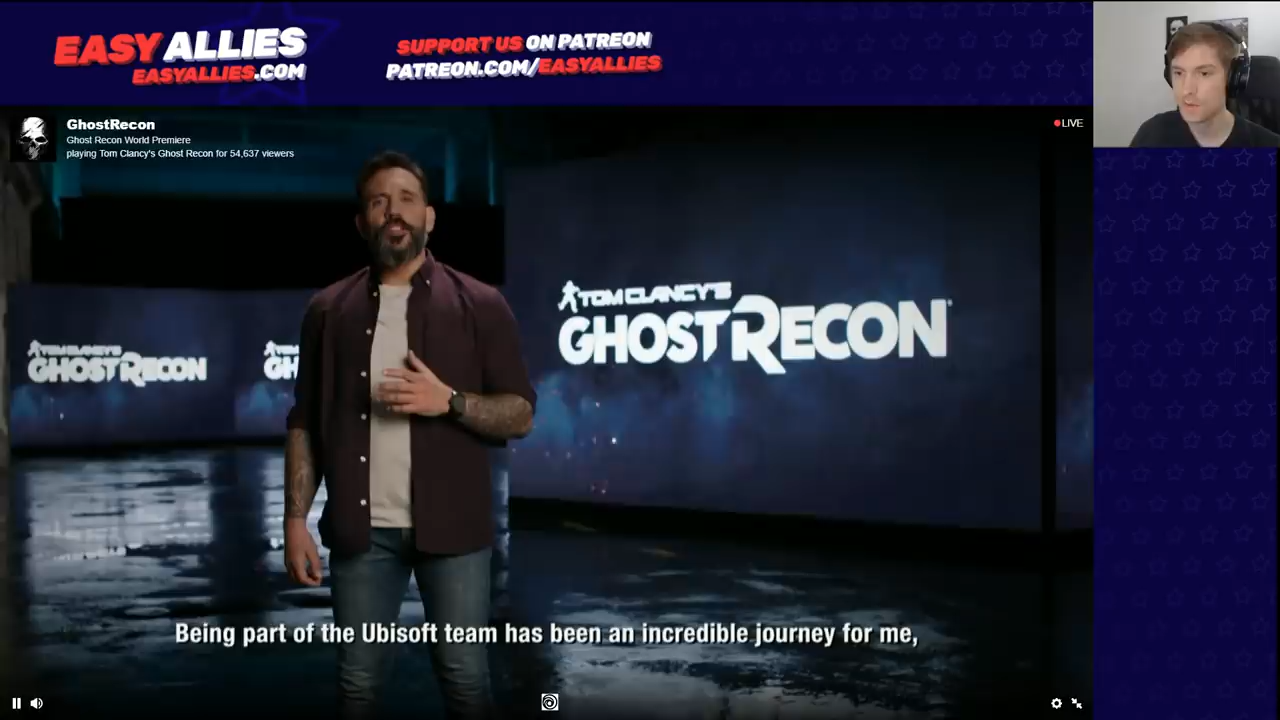 EASY ALLIES
EASYALLIES.COM
SUPPORT US ON PATREON
PATREON.COM/EASYALLIES
GhostRecon
Ghost Recon World Premiere
playing Tom Clancy's Ghost Recon for 54,637 viewers
LIVE
TOM CLANCY'S
GHOST RECON
TOM CLANCY'S
GHOST RECON
TOM
GH
Being part of the Ubisoft team has been an incredible journey for me,